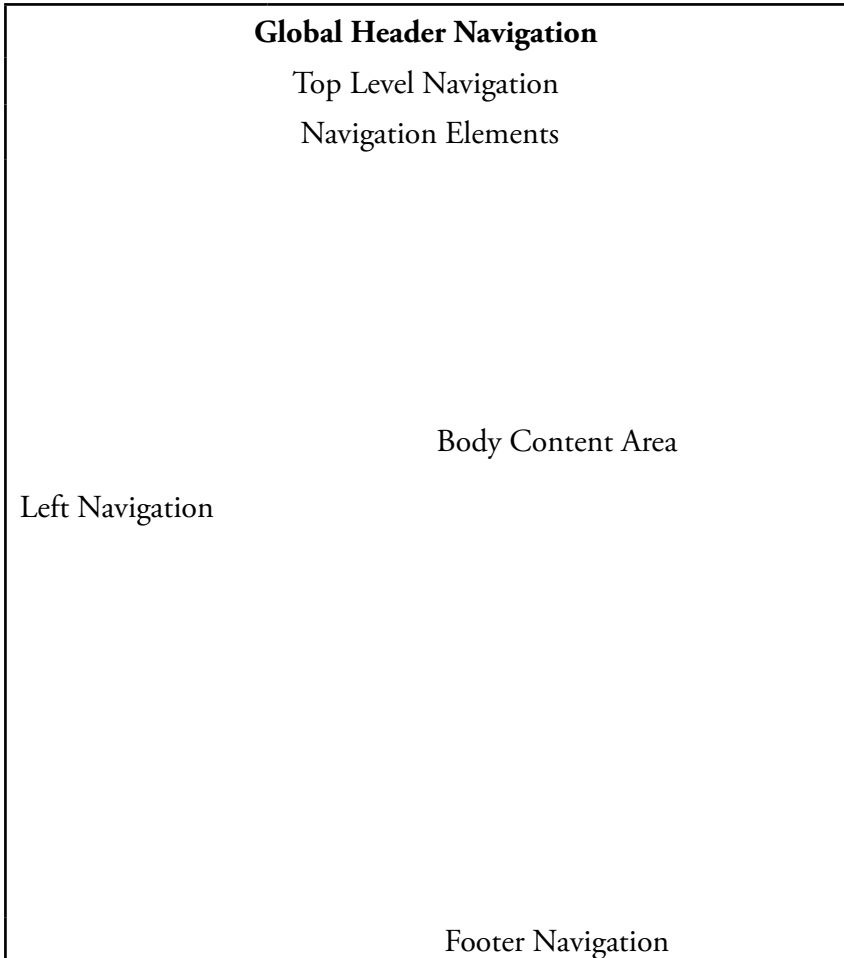 Global Header Navigation
Top Level Navigation
Navigation Elements
Body Content Area
Left Navigation
Footer Navigation